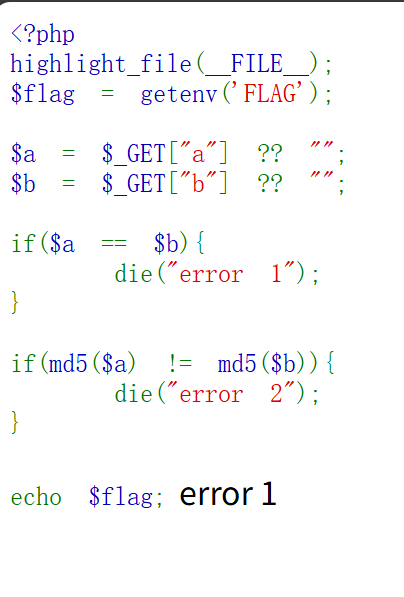 <?php
highlight_file(__FILE__);
$flag = getenv('FLAG');
$a = $_GET["a"] ?? "";
$b = $_GET["b"] ?? "";
if($a == $b){
die("error 1");
}
if(md5($a) != md5($b)){
die("error 2");
}
echo $flag; error 1